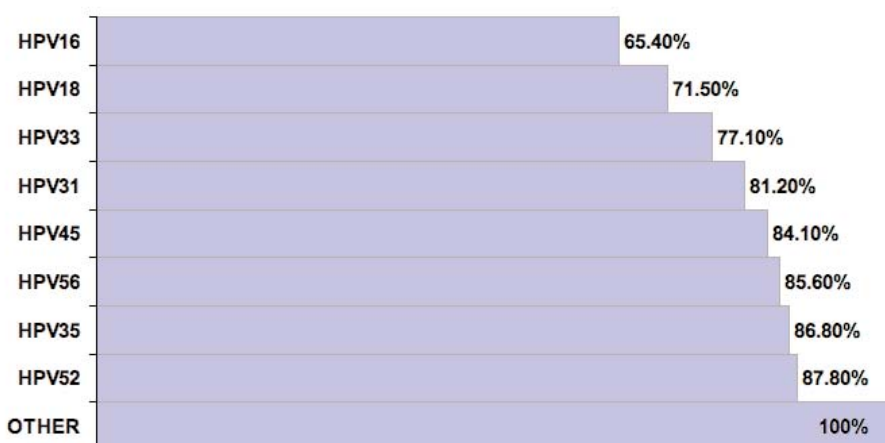 HPV16 65.40%
HPV18 71.50%
HPV33 77.10%
HPV31 81.20%
HPV45 84.10%
HPV56 85.60%
HPV35 86.80%
HPV52 87.80%
OTHER 100%